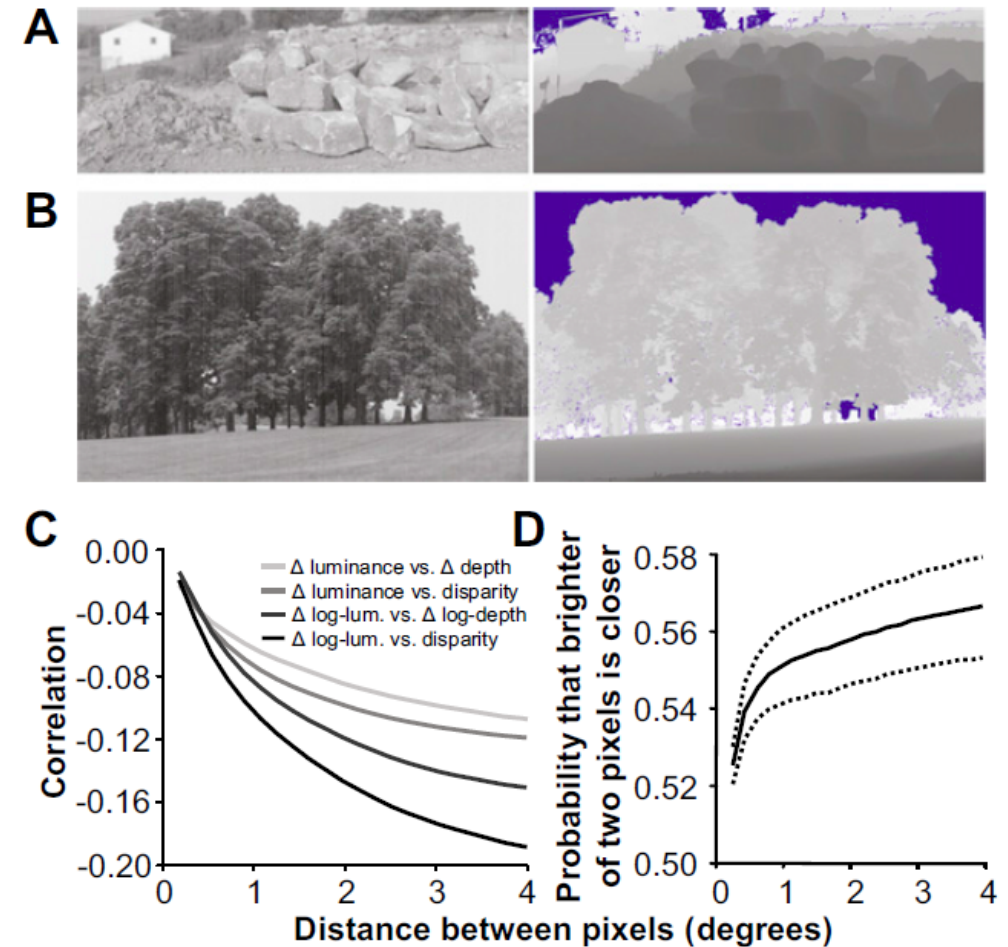 A
B
C
0.00
-0.04
-0.08
-0.12
-0.16
-0.20
Correlation
Δ luminance vs. Δ depth
Δ luminance vs. disparity
Δ log-lum. vs. Δ log-depth
Δ log-lum. vs. disparity
0 1 2 3 4
D
Probability that brighter
of two pixels is closer
0.58
0.56
0.54
0.52
0.50
0 1 2 3 4
Distance between pixels (degrees)